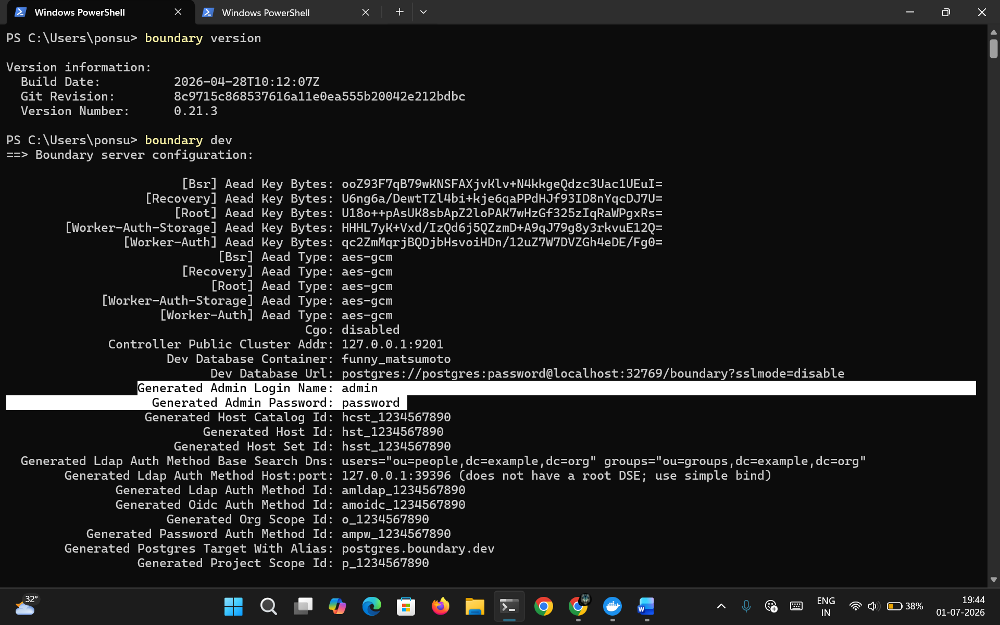 Windows PowerShell
Windows PowerShell
PS C:\Users\ponsu> boundary version
Version information:
Build Date: 2026-04-28T10:12:07Z
Git Revision: 8c9715c868537616a11e0ea555b20042e212bdbc
Version Number: 0.21.3
PS C:\Users\ponsu> boundary dev
==> Boundary server configuration:
[Bsr] Aead Key Bytes: ooZ93F7qB79wKNSFAXjvKlv+N4kkgeQdzc3Uac1UEuI=
[Recovery] Aead Key Bytes: U6ng6a/DewtTZl4bi+kje6qaPPdHJf93ID8nYqcDJ7U=
[Root] Aead Key Bytes: U18o++pAsUK8sbApZ2loPAK7wHzGf325zIqRaWPgxRs=
[Worker-Auth-Storage] Aead Key Bytes: HHHL7yK+Vxd/IzQd6j5QZzmD+A9qJ79g8y3rkvuE12Q=
[Worker-Auth] Aead Key Bytes: qc2ZmMqrjBQDjbHsvoiHDn/12uZ7W7DVZGh4eDE/Fg0=
[Bsr] Aead Type: aes-gcm
[Recovery] Aead Type: aes-gcm
[Root] Aead Type: aes-gcm
[Worker-Auth-Storage] Aead Type: aes-gcm
[Worker-Auth] Aead Type: aes-gcm
Cgo: disabled
Controller Public Cluster Addr: 127.0.0.1:9201
Dev Database Container: funny_matsumoto
Dev Database Url: postgres://postgres:password@localhost:32769/boundary?sslmode=disable
Generated Admin Login Name: admin
Generated Admin Password: password
Generated Host Catalog Id: hcst_1234567890
Generated Host Id: hst_1234567890
Generated Host Set Id: hsst_1234567890
Generated Ldap Auth Method Base Search Dns: users="ou=people,dc=example,dc=org" groups="ou=groups,dc=example,dc=org"
Generated Ldap Auth Method Host:port: 127.0.0.1:39396 (does not have a root DSE; use simple bind)
Generated Ldap Auth Method Id: amldap_1234567890
Generated Oidc Auth Method Id: amoidc_1234567890
Generated Org Scope Id: o_1234567890
Generated Password Auth Method Id: ampw_1234567890
Generated Postgres Target With Alias: postgres.boundary.dev
Generated Project Scope Id: p_1234567890
32°
ENG
IN
38%
19:44
01-07-2026